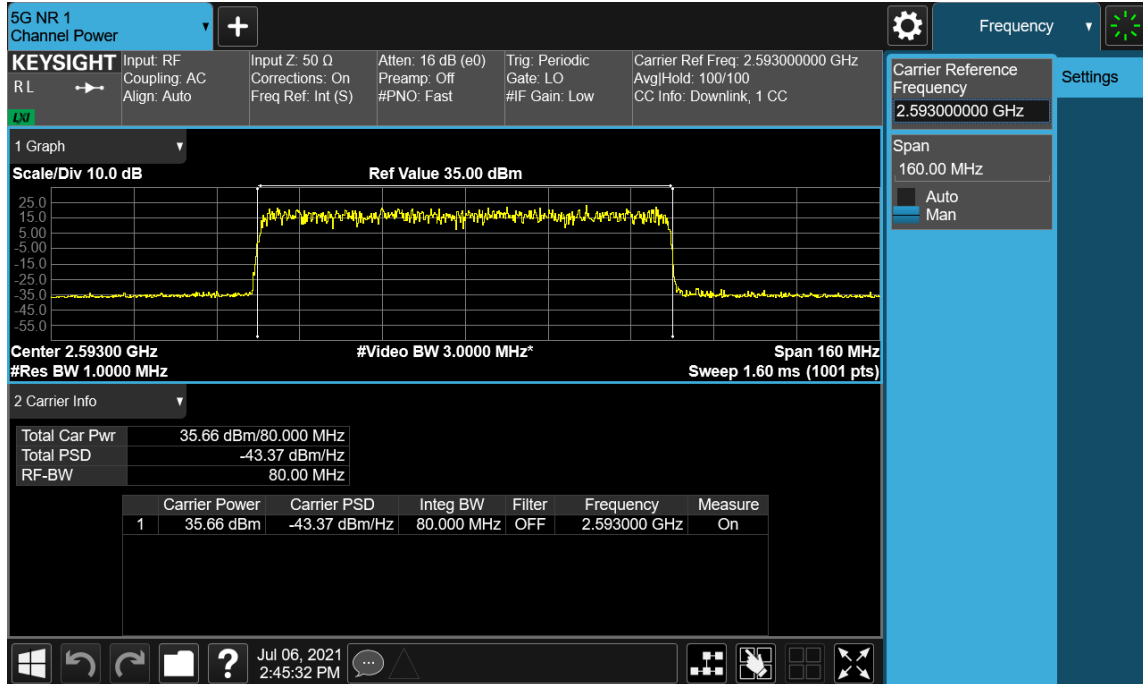 5G NR 1
Channel Power
+
Frequency
KEYSIGHT
R L
LXI
Input: RF
Coupling: AC
Align: Auto
Input Z: 50 Ω
Corrections: On
Freq Ref: Int (S)
Atten: 16 dB (e0)
Preamp: Off
#PNO: Fast
Trig: Periodic
Gate: LO
#IF Gain: Low
Carrier Ref Freq: 2.593000000 GHz
Avg|Hold: 100/100
CC Info: Downlink, 1 CC
Carrier Reference
Frequency
2.593000000 GHz
Settings
Span
160.00 MHz
Auto
Man
1 Graph
Scale/Div 10.0 dB
Ref Value 35.00 dBm
25.0
15.0
5.00
-5.00
-15.0
-25.0
-35.0
-45.0
-55.0
Center 2.59300 GHz
#Video BW 3.0000 MHz*
Span 160 MHz
#Res BW 1.0000 MHz
Sweep 1.60 ms (1001 pts)
2 Carrier Info
Total Car Pwr 35.66 dBm/80.000 MHz
Total PSD -43.37 dBm/Hz
RF-BW 80.00 MHz
Carrier Power Carrier PSD Integ BW Filter Frequency Measure
1 35.66 dBm -43.37 dBm/Hz 80.000 MHz OFF 2.593000 GHz On
?
Jul 06, 2021
2:45:32 PM